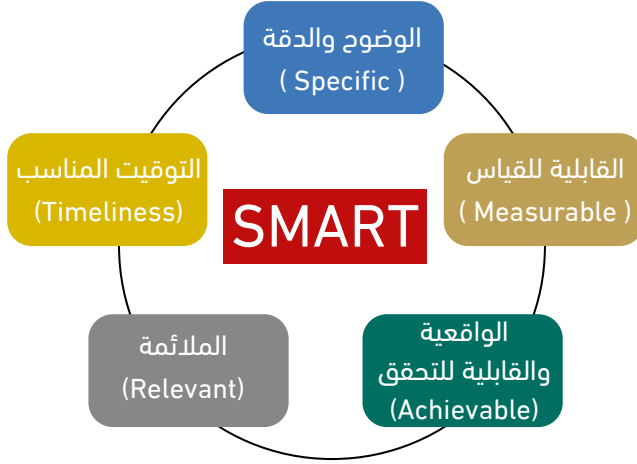 الوضوح والدقة
( Specific )
القابلية للقياس
( Measurable )
الواقعية
والقابلية للتحقق
(Achievable)
الملائمة
(Relevant)
التوقيت المناسب
(Timeliness)
SMART